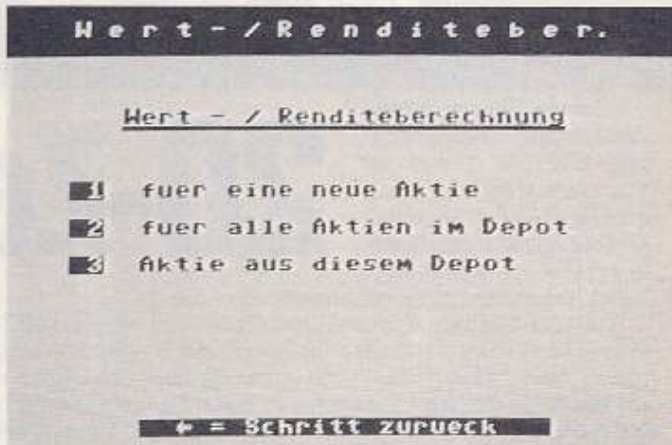 Wert-/Renditeber.
Wert - / Renditeberechnung
1 fuer eine neue Aktie
2 fuer alle Aktien im Depot
3 Aktie aus diesem Depot
← = Schritt zurueck